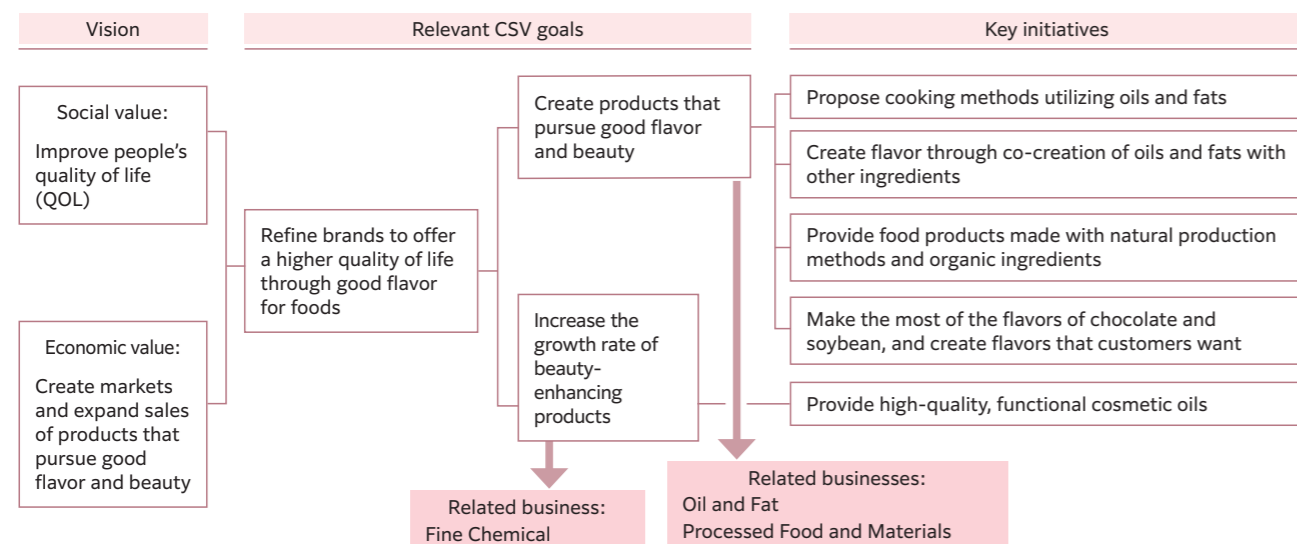 Vision
Relevant CSV goals
Key initiatives
Social value:
Improve people's
quality of life
(QOL)
Economic value:
Create markets
and expand sales
of products that
pursue good
flavor and beauty
Refine brands to offer
a higher quality of life
through good flavor
for foods
Create products that
pursue good flavor
and beauty
Increase the
growth rate of
beauty-
enhancing
products
Propose cooking methods utilizing oils and fats
Create flavor through co-creation of oils and fats with
other ingredients
Provide food products made with natural production
methods and organic ingredients
Make the most of the flavors of chocolate and
soybean, and create flavors that customers want
Provide high-quality, functional cosmetic oils
Related business:
Fine Chemical
Related businesses:
Oil and Fat
Processed Food and Materials